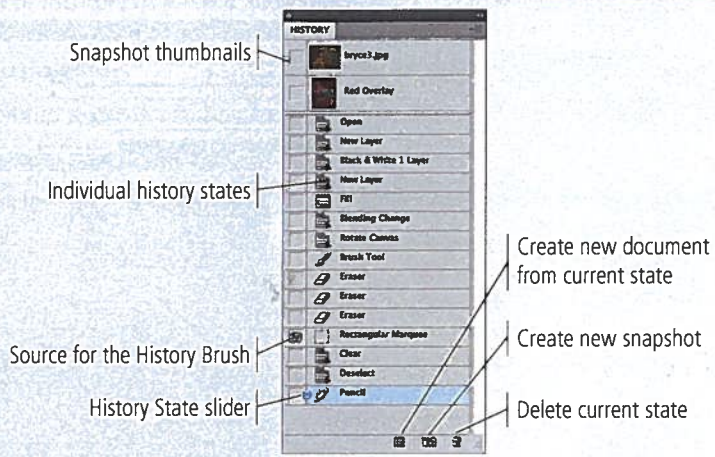 HISTORY
Snapshot thumbnails
bryce3.jpg
Red Overlay
Open
New Layer
Black & White 1 Layer
Individual history states
New Layer
Fill
Blending Change
Rotate Canvas
Brush Tool
Eraser
Eraser
Eraser
Source for the History Brush
Rectangular Marquee
Clear
Deselect
History State slider
Pencil
Create new document
from current state
Create new snapshot
Delete current state